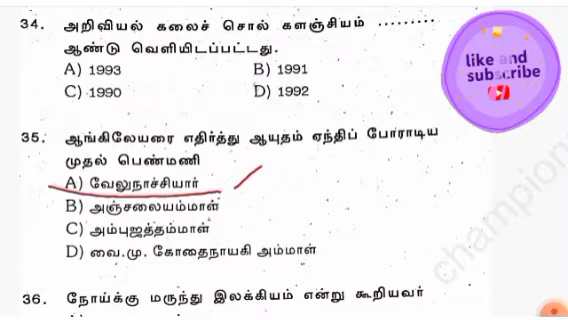 34. அறிவியல் கலைச் சொல் களஞ்சியம் .........
ஆண்டு வெளியிடப்பட்டது.
A) 1993 B) 1991
C) 1990 D) 1992
like and
subscribe
35. ஆங்கிலேயரை எதிர்த்து ஆயுதம் ஏந்திப் போராடிய
முதல் பெண்மணி
A) வேலுநாச்சியார்
B) அஞ்சலையம்மாள்
C) அம்புஜத்தம்மாள்
D) வை.மு. கோதைநாயகி அம்மாள்
champion
36. நோய்க்கு மருந்து இலக்கியம் என்று கூறியவர்